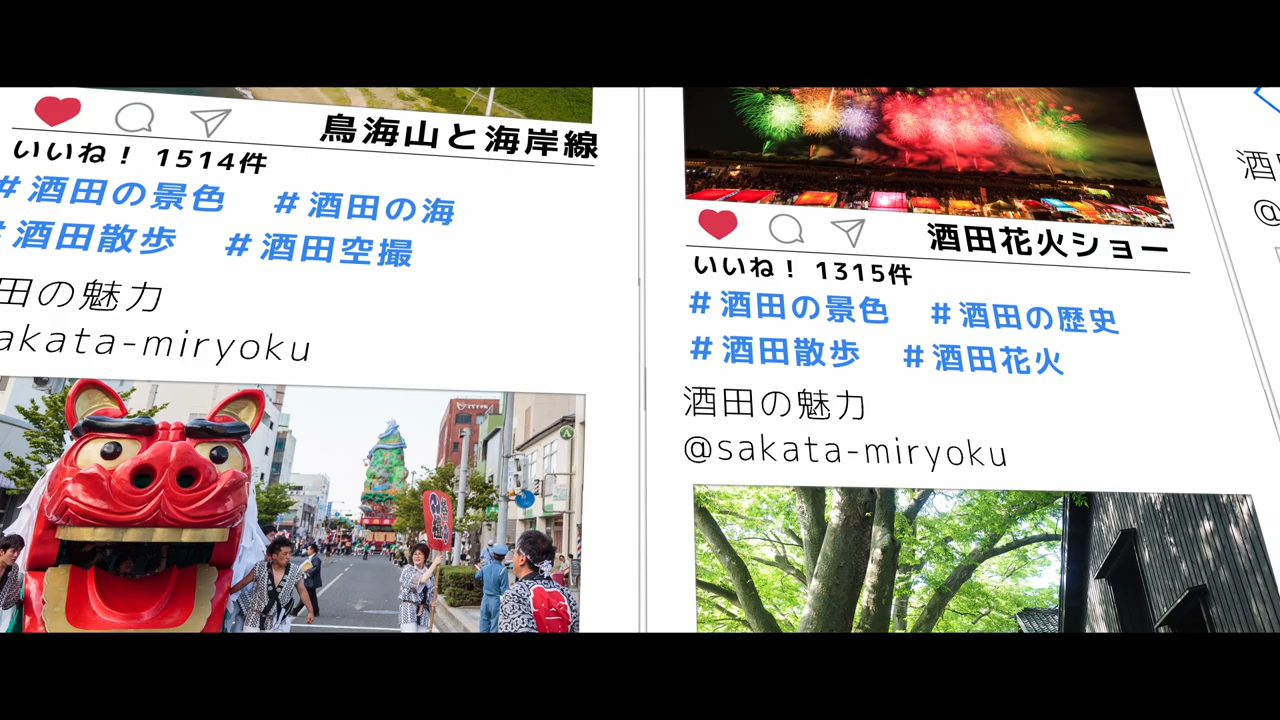 鳥海山と海岸線
いいね! 1514件
#酒田の景色 #酒田の海
#酒田散歩 #酒田空撮
田の魅力
akata-miryoku
酒田花火ショー
いいね! 1315件
#酒田の景色 #酒田の歴史
#酒田散歩 #酒田花火
酒田の魅力
@sakata-miryoku
酒
@